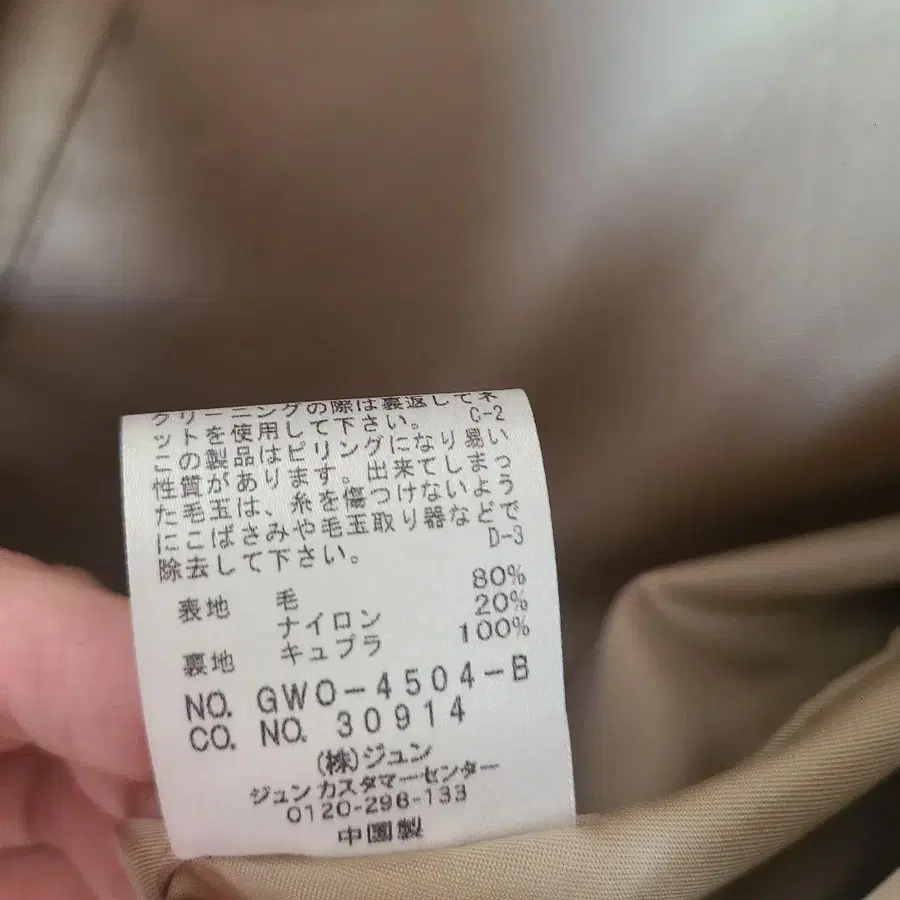 クリーニングの際は裏返してネ
ットを使用して下さい。 C-2
この製品はピリングになり易い
性質があります。出来てしまっ
た毛玉は、糸を傷つけないよう
にこばさみや毛玉取り器などで
除去して下さい。 D-3
表地 毛 80%
ナイロン 20%
裏地 キュプラ 100%
NO. GWO-4504-B
CO. NO. 30914
(株)ジュン
ジュン カスタマーセンター
0120-298-133
中国製